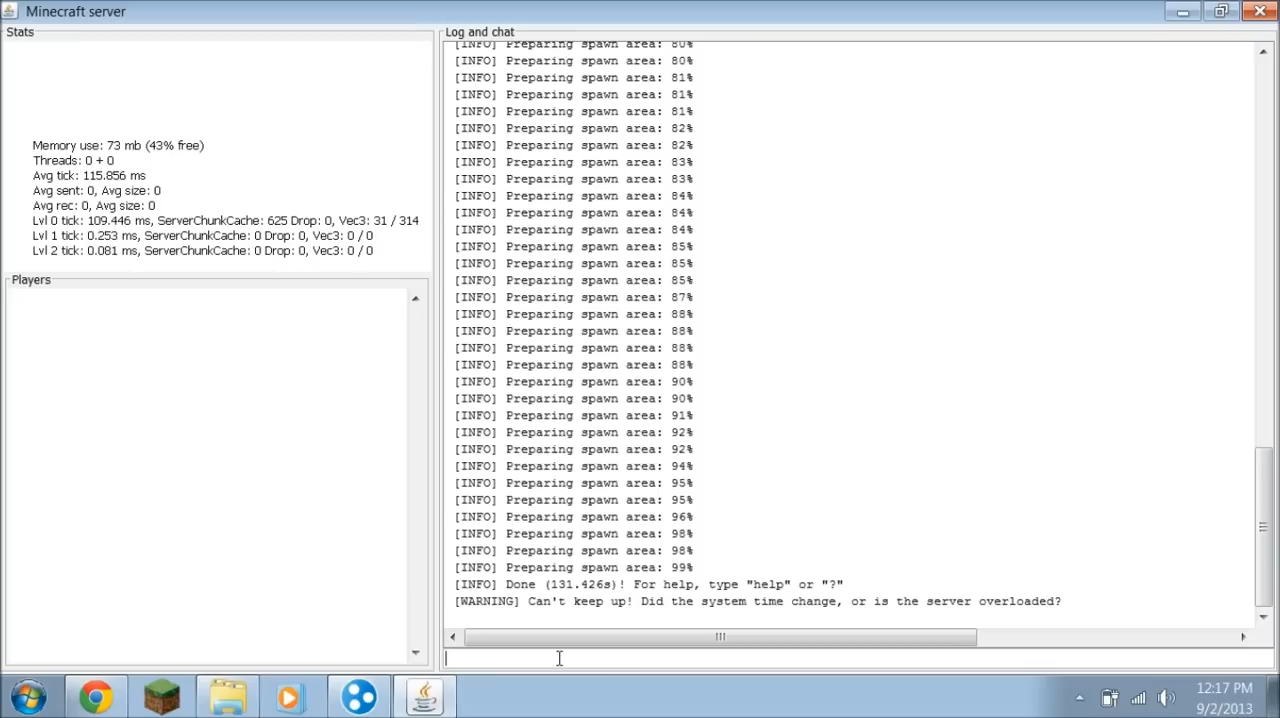 Minecraft server
Stats
Memory use: 73 mb (43% free)
Threads: 0 + 0
Avg tick: 115.856 ms
Avg sent: 0, Avg size: 0
Avg rec: 0, Avg size: 0
Lvl 0 tick: 109.446 ms, ServerChunkCache: 625 Drop: 0, Vec3: 31 / 314
Lvl 1 tick: 0.253 ms, ServerChunkCache: 0 Drop: 0, Vec3: 0 / 0
Lvl 2 tick: 0.081 ms, ServerChunkCache: 0 Drop: 0, Vec3: 0 / 0
Players
Log and chat
[INFO] Preparing spawn area: 80%
[INFO] Preparing spawn area: 80%
[INFO] Preparing spawn area: 81%
[INFO] Preparing spawn area: 81%
[INFO] Preparing spawn area: 81%
[INFO] Preparing spawn area: 82%
[INFO] Preparing spawn area: 82%
[INFO] Preparing spawn area: 83%
[INFO] Preparing spawn area: 83%
[INFO] Preparing spawn area: 84%
[INFO] Preparing spawn area: 84%
[INFO] Preparing spawn area: 84%
[INFO] Preparing spawn area: 85%
[INFO] Preparing spawn area: 85%
[INFO] Preparing spawn area: 85%
[INFO] Preparing spawn area: 87%
[INFO] Preparing spawn area: 88%
[INFO] Preparing spawn area: 88%
[INFO] Preparing spawn area: 88%
[INFO] Preparing spawn area: 88%
[INFO] Preparing spawn area: 90%
[INFO] Preparing spawn area: 90%
[INFO] Preparing spawn area: 91%
[INFO] Preparing spawn area: 92%
[INFO] Preparing spawn area: 92%
[INFO] Preparing spawn area: 94%
[INFO] Preparing spawn area: 95%
[INFO] Preparing spawn area: 95%
[INFO] Preparing spawn area: 96%
[INFO] Preparing spawn area: 98%
[INFO] Preparing spawn area: 98%
[INFO] Preparing spawn area: 99%
[INFO] Done (131.426s)! For help, type "help" or "?"
[WARNING] Can't keep up! Did the system time change, or is the server overloaded?
12:17 PM
9/2/2013